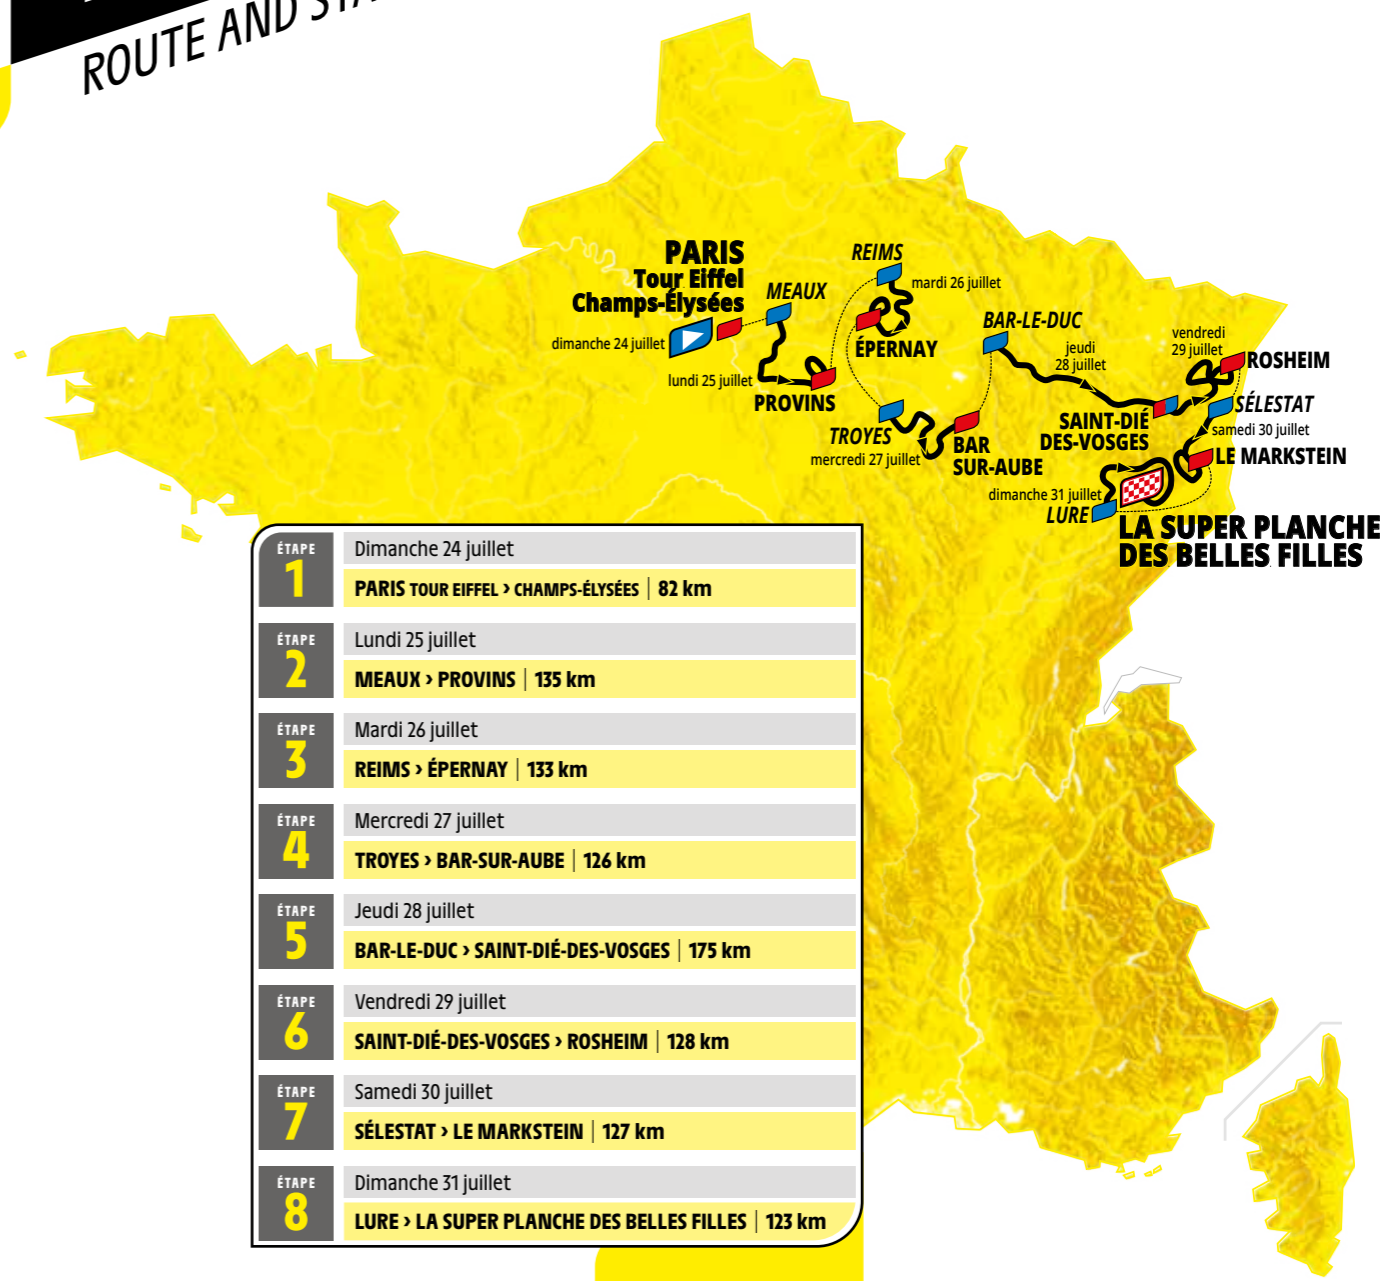 ROUTE AND
PARIS
Tour Eiffel
Champs-Élysées
dimanche 24 juillet
MEAUX
lundi 25 juillet
PROVINS
REIMS
mardi 26 juillet
ÉPERNAY
TROYES
mercredi 27 juillet
BAR
SUR-AUBE
BAR-LE-DUC
jeudi
28 juillet
SAINT-DIÉ
DES-VOSGES
vendredi
29 juillet
ROSHEIM
SÉLESTAT
samedi 30 juillet
LE MARKSTEIN
dimanche 31 juillet
LURE
LA SUPER PLANCHE
DES BELLES FILLES
ÉTAPE
1
Dimanche 24 juillet
PARIS TOUR EIFFEL › CHAMPS-ÉLYSÉES | 82 km
ÉTAPE
2
Lundi 25 juillet
MEAUX › PROVINS | 135 km
ÉTAPE
3
Mardi 26 juillet
REIMS › ÉPERNAY | 133 km
ÉTAPE
4
Mercredi 27 juillet
TROYES › BAR-SUR-AUBE | 126 km
ÉTAPE
5
Jeudi 28 juillet
BAR-LE-DUC › SAINT-DIÉ-DES-VOSGES | 175 km
ÉTAPE
6
Vendredi 29 juillet
SAINT-DIÉ-DES-VOSGES › ROSHEIM | 128 km
ÉTAPE
7
Samedi 30 juillet
SÉLESTAT › LE MARKSTEIN | 127 km
ÉTAPE
8
Dimanche 31 juillet
LURE › LA SUPER PLANCHE DES BELLES FILLES | 123 km